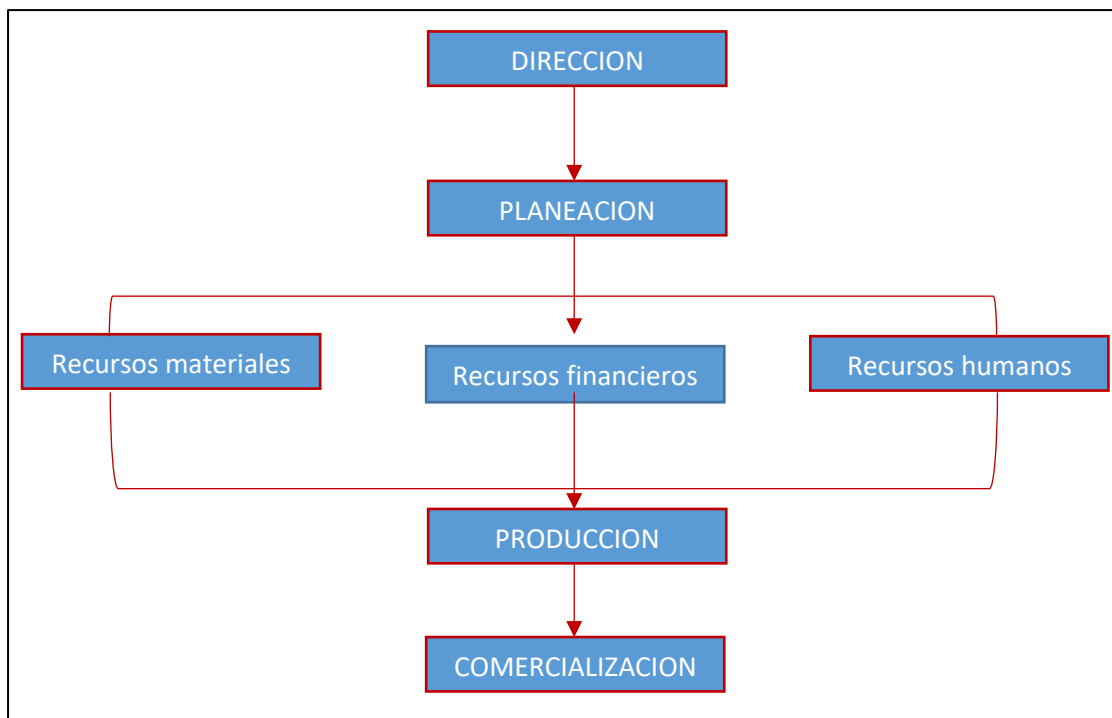 DIRECCION
PLANEACION
Recursos materiales
Recursos financieros
Recursos humanos
PRODUCCION
COMERCIALIZACION